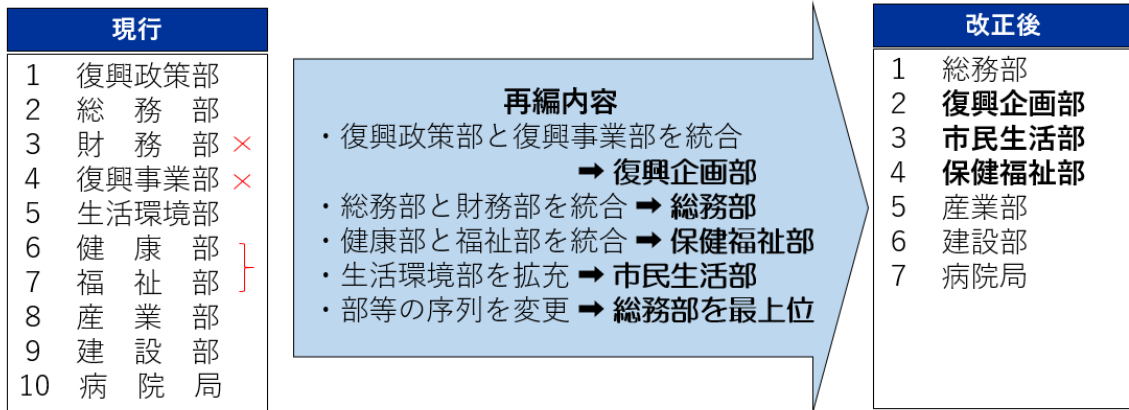 現行
1 復興政策部
2 総務部
3 財務部 ×
4 復興事業部 ×
5 生活環境部
6 健康部
7 福祉部
8 産業部
9 建設部
10 病院局
再編内容
・復興政策部と復興事業部を統合
➡ 復興企画部
・総務部と財務部を統合 ➡ 総務部
・健康部と福祉部を統合 ➡ 保健福祉部
・生活環境部を拡充 ➡ 市民生活部
・部等の序列を変更 ➡ 総務部を最上位
改正後
1 総務部
2 復興企画部
3 市民生活部
4 保健福祉部
5 産業部
6 建設部
7 病院局